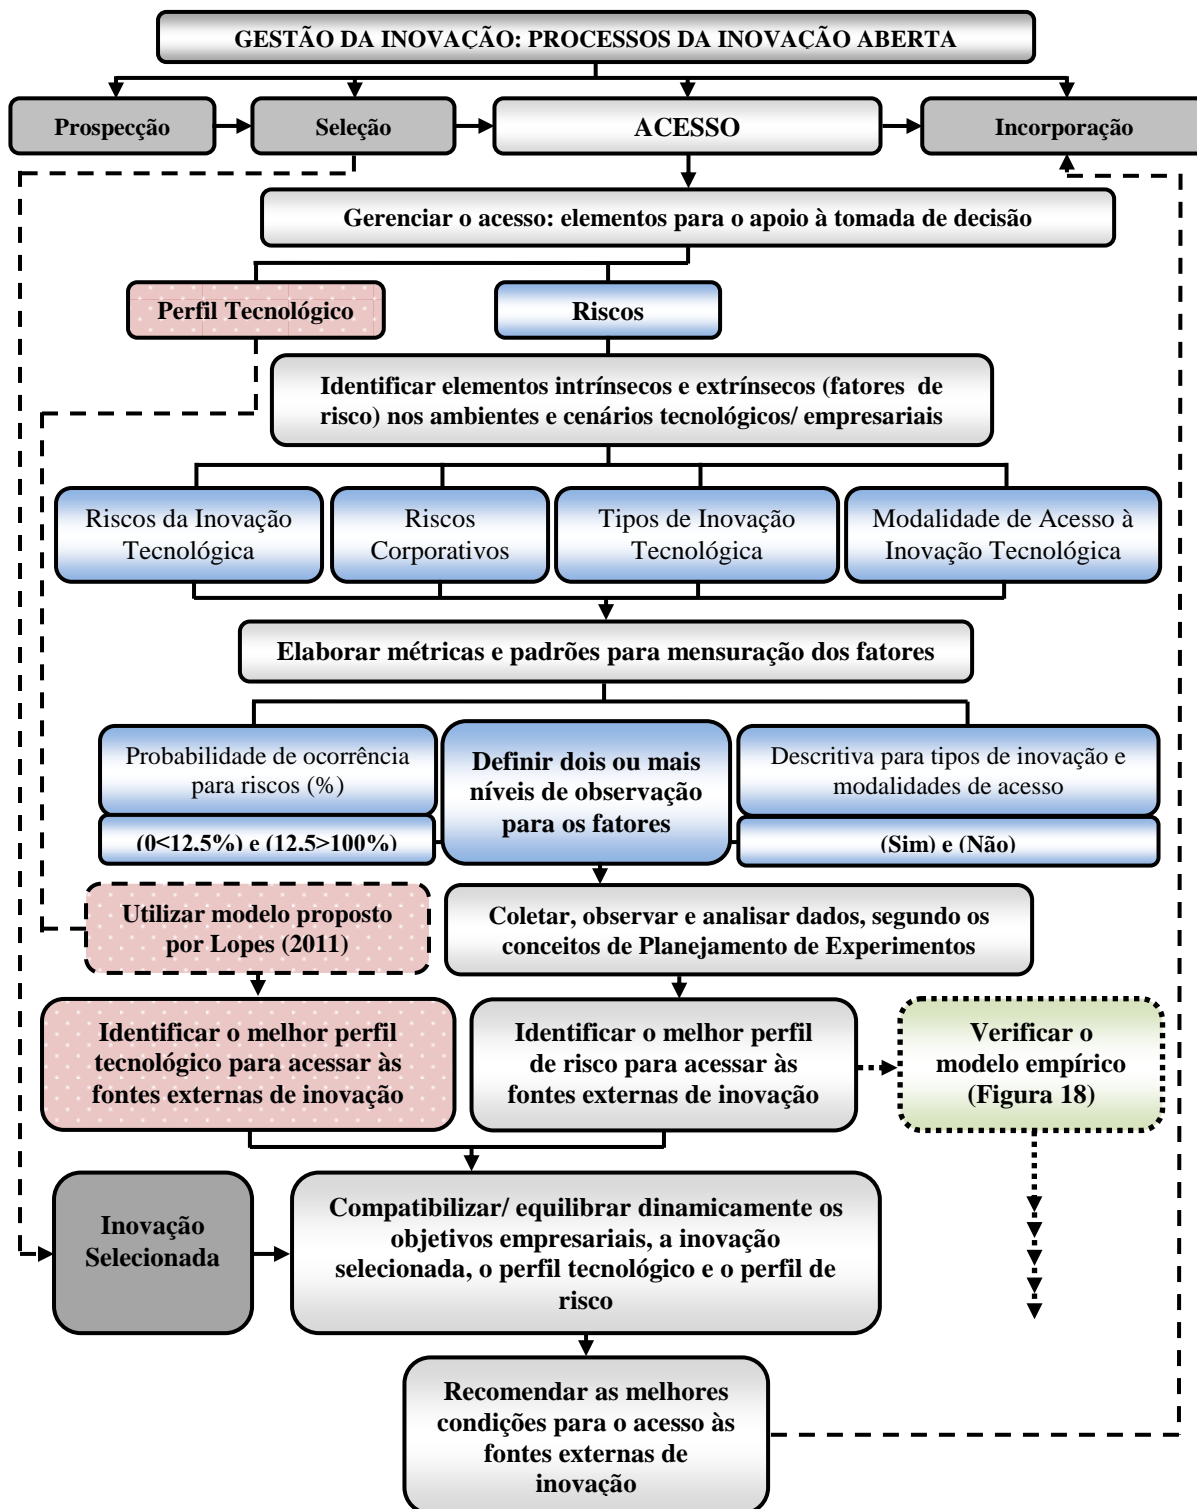 GESTÃO DA INOVAÇÃO: PROCESSOS DA INOVAÇÃO ABERTA
Prospecção
Seleção
ACESSO
Incorporação
Gerenciar o acesso: elementos para o apoio à tomada de decisão
Perfil Tecnológico
Riscos
Identificar elementos intrínsecos e extrínsecos (fatores de
risco) nos ambientes e cenários tecnológicos/ empresariais
Riscos da Inovação
Tecnológica
Riscos
Corporativos
Tipos de Inovação
Tecnológica
Modalidade de Acesso à
Inovação Tecnológica
Elaborar métricas e padrões para mensuração dos fatores
Probabilidade de ocorrência
para riscos (%)
(0<12,5%) e (12,5>100%)
Definir dois ou mais
níveis de observação
para os fatores
Descritiva para tipos de inovação e
modalidades de acesso
(Sim) e (Não)
Utilizar modelo proposto
por Lopes (2011)
Coletar, observar e analisar dados, segundo os
conceitos de Planejamento de Experimentos
Identificar o melhor perfil
tecnológico para acessar às
fontes externas de inovação
Identificar o melhor perfil
de risco para acessar às
fontes externas de inovação
Verificar o
modelo empírico
(Figura 18)
Inovação
Selecionada
Compatibilizar/ equilibrar dinamicamente os
objetivos empresariais, a inovação
selecionada, o perfil tecnológico e o perfil de
risco
Recomendar as melhores
condições para o acesso às
fontes externas de
inovação